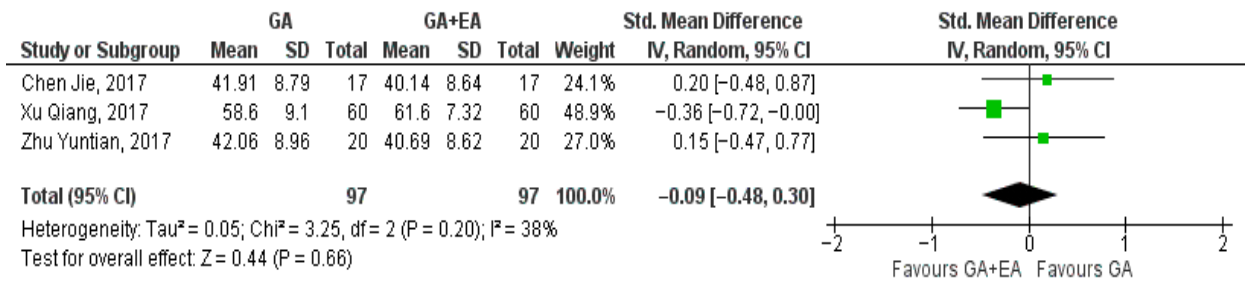 GA GA+EA Std. Mean Difference Std. Mean Difference
Study or Subgroup Mean SD Total Mean SD Total Weight IV, Random, 95% CI IV, Random, 95% CI
Chen Jie, 2017 41.91 8.79 17 40.14 8.64 17 24.1% 0.20 [−0.48, 0.87]
Xu Qiang, 2017 58.6 9.1 60 61.6 7.32 60 48.9% −0.36 [−0.72, −0.00]
Zhu Yuntian, 2017 42.06 8.96 20 40.69 8.62 20 27.0% 0.15 [−0.47, 0.77]
Total (95% CI) 97 97 100.0% −0.09 [−0.48, 0.30]
Heterogeneity: Tau² = 0.05; Chi² = 3.25, df = 2 (P = 0.20); I² = 38%
Test for overall effect: Z = 0.44 (P = 0.66)
−2 −1 0 1 2
Favours GA+EA Favours GA